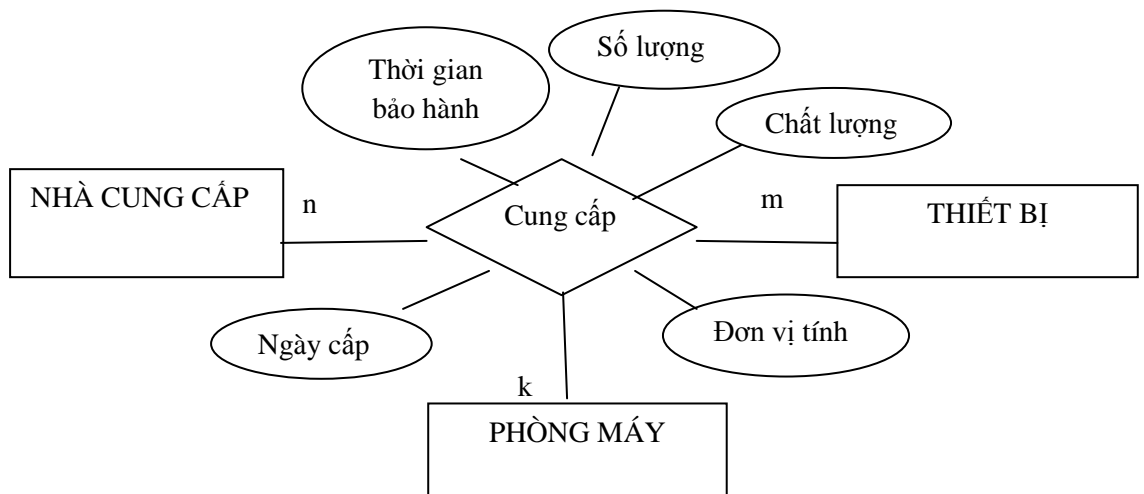 Số lượng
Thời gian
bảo hành
Chất lượng
NHÀ CUNG CẤP
n
Cung cấp
m
THIẾT BỊ
Ngày cấp
Đơn vị tính
k
PHÒNG MÁY